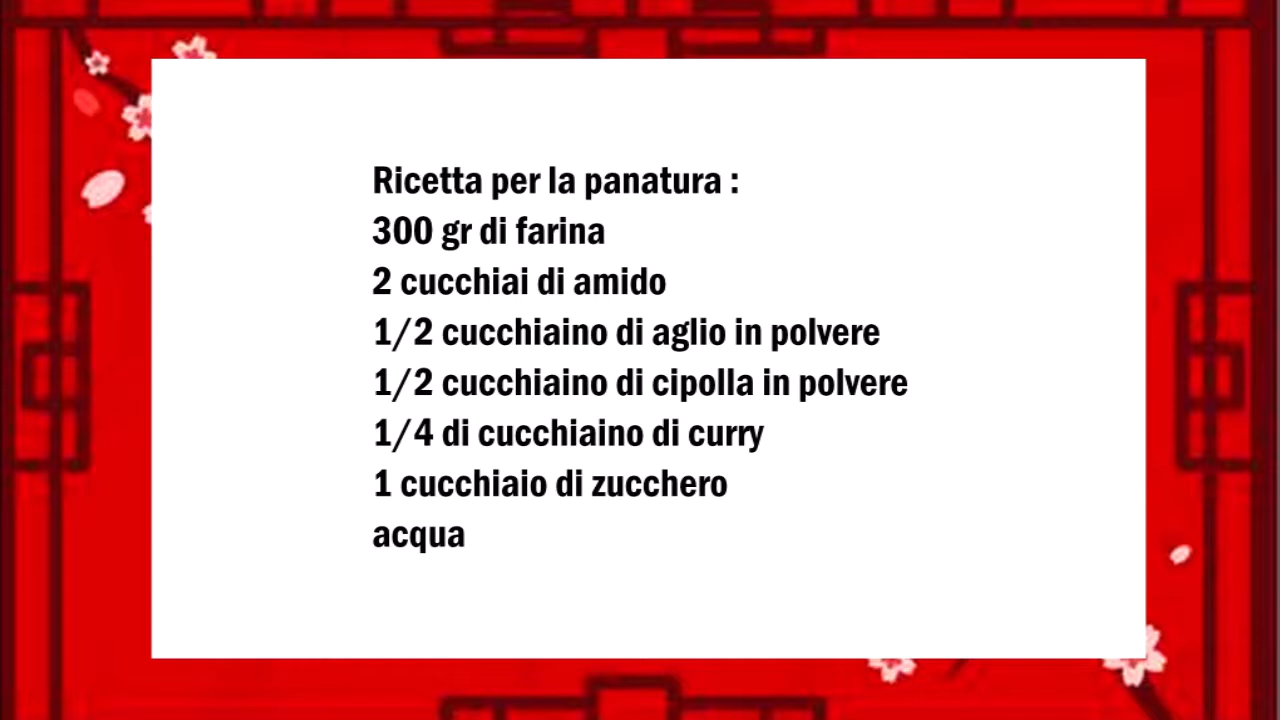 Ricetta per la panatura :
300 gr di farina
2 cucchiai di amido
1/2 cucchiaino di aglio in polvere
1/2 cucchiaino di cipolla in polvere
1/4 di cucchiaino di curry
1 cucchiaio di zucchero
acqua